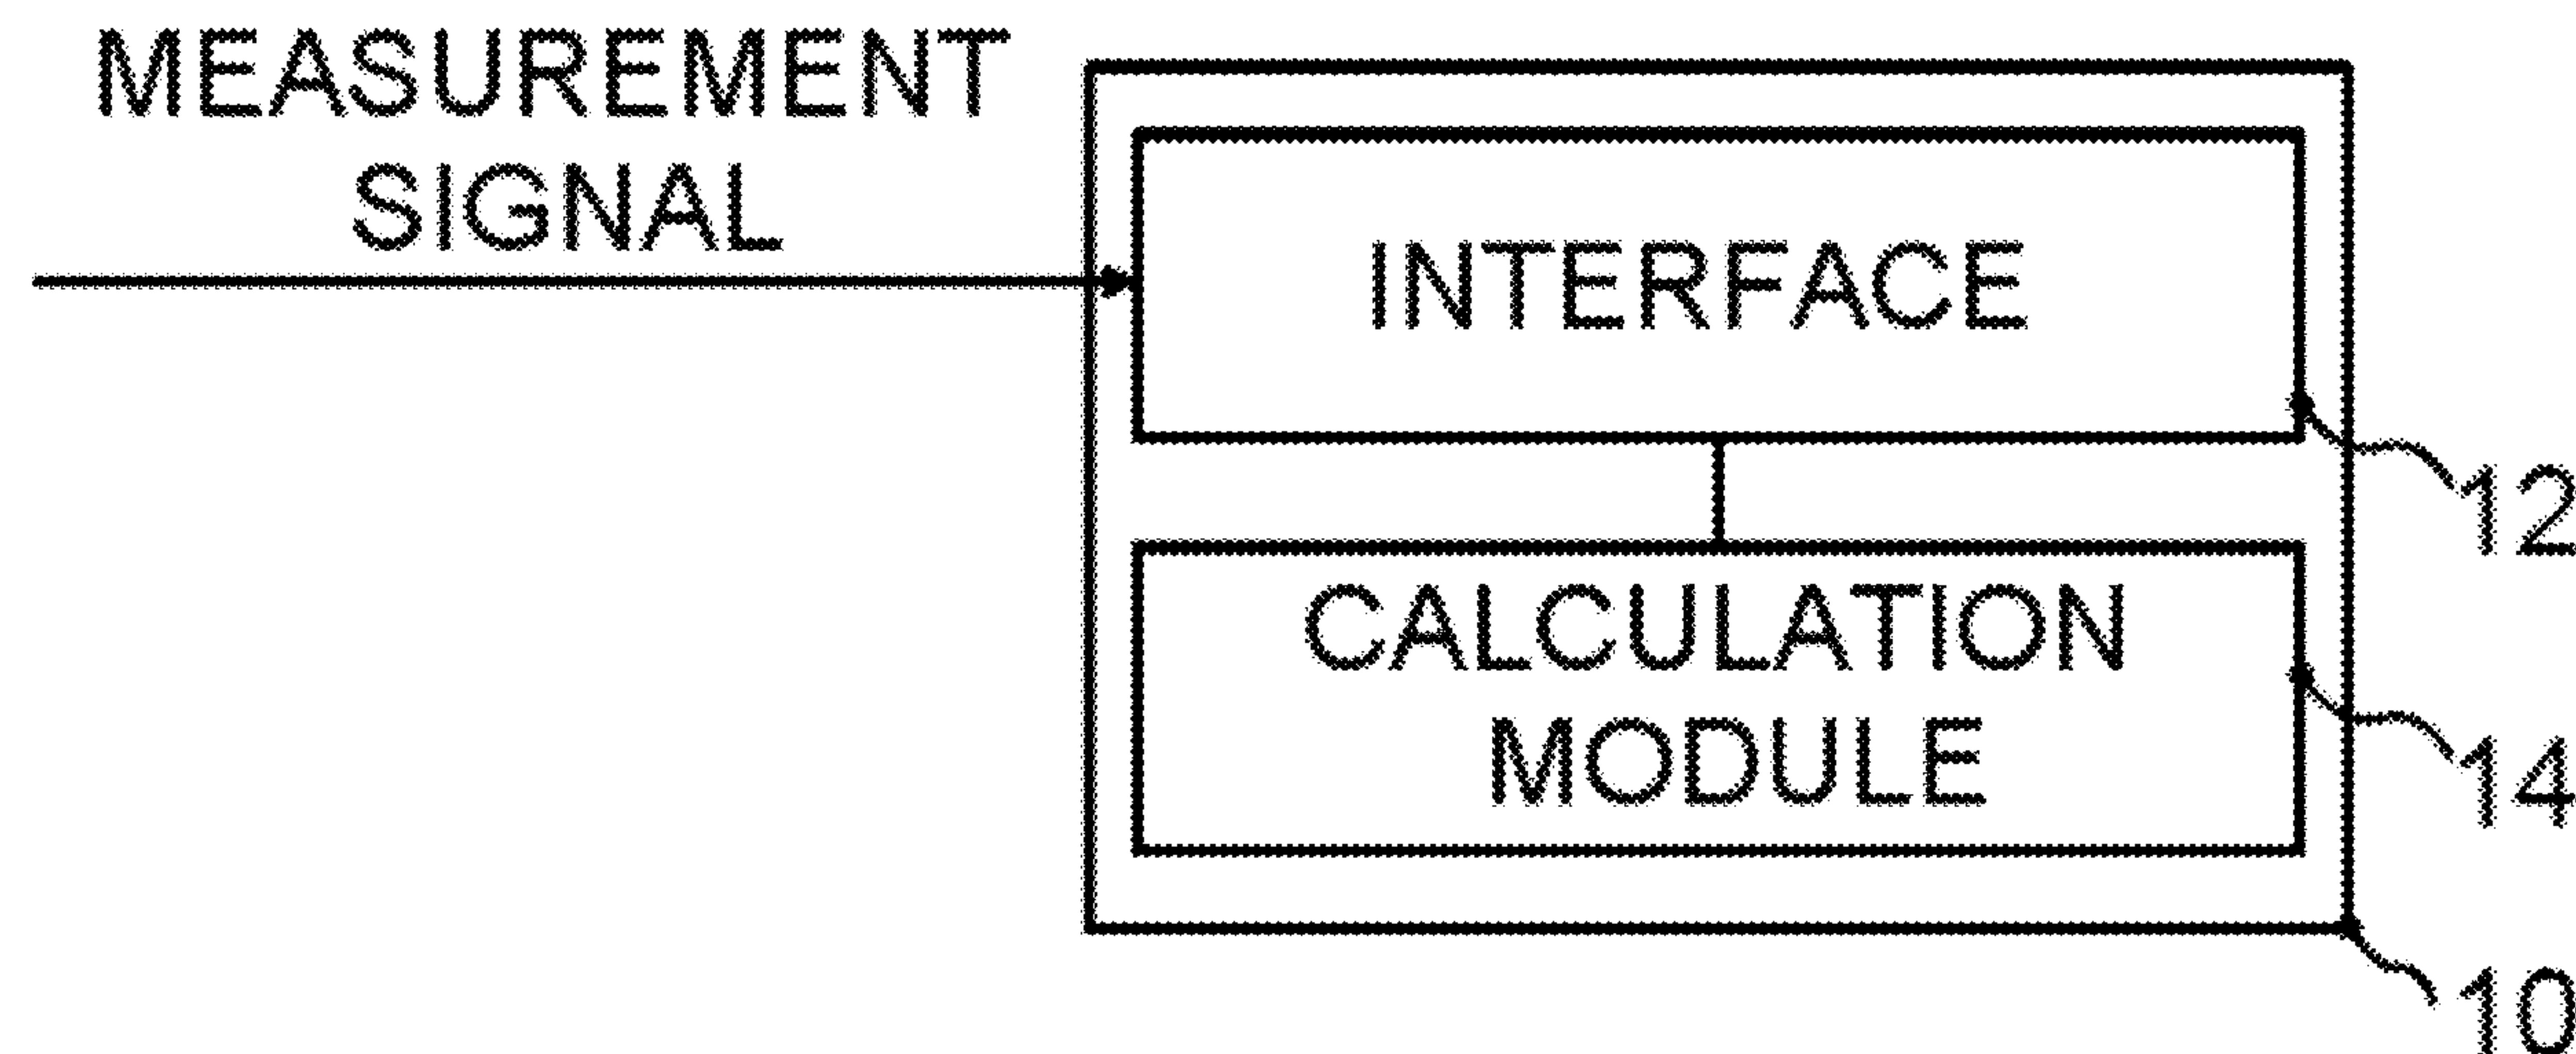 MEASUREMENT
SIGNAL
INTERFACE
12
CALCULATION
MODULE
14
10